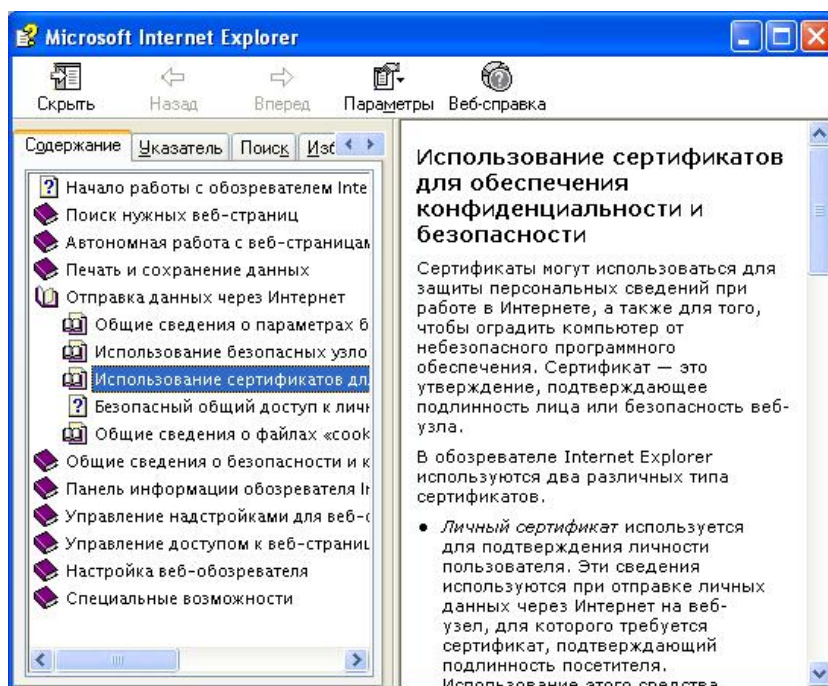 Microsoft Internet Explorer
Скрыть Назад Вперед Параметры Веб-справка
Содержание Указатель Поиск Изб
Начало работы с обозревателем Inte
Поиск нужных веб-страниц
Автономная работа с веб-страницам
Печать и сохранение данных
Отправка данных через Интернет
Общие сведения о параметрах б
Использование безопасных узло
Использование сертификатов дл
Безопасный общий доступ к личн
Общие сведения о файлах «cook
Общие сведения о безопасности и к
Панель информации обозревателя In
Управление надстройками для веб-о
Управление доступом к веб-страниц
Настройка веб-обозревателя
Специальные возможности
Использование сертификатов
для обеспечения
конфиденциальности и
безопасности
Сертификаты могут использоваться для
защиты персональных сведений при
работе в Интернете, а также для того,
чтобы оградить компьютер от
небезопасного программного
обеспечения. Сертификат — это
утверждение, подтверждающее
подлинность лица или безопасность веб-
узла.
В обозревателе Internet Explorer
используются два различных типа
сертификатов.
• Личный сертификат используется
для подтверждения личности
пользователя. Эти сведения
используются при отправке личных
данных через Интернет на веб-
узел, для которого требуется
сертификат, подтверждающий
подлинность посетителя.
Использование этого средства